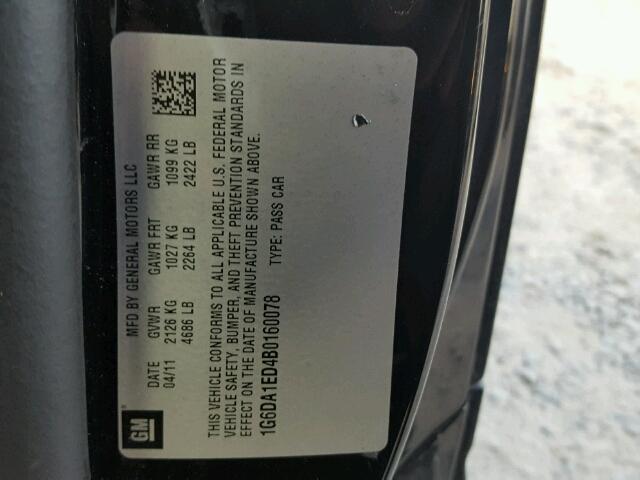 MFD BY GENERAL MOTORS LLC
DATE GVWR GAWR FRT GAWR RR
04/11 2126 KG 1027 KG 1099 KG
4686 LB 2264 LB 2422 LB
THIS VEHICLE CONFORMS TO ALL APPLICABLE U.S. FEDERAL MOTOR
VEHICLE SAFETY, BUMPER, AND THEFT PREVENTION STANDARDS IN
EFFECT ON THE DATE OF MANUFACTURE SHOWN ABOVE.
1G6DA1ED4B0160078 TYPE: PASS CAR
GM